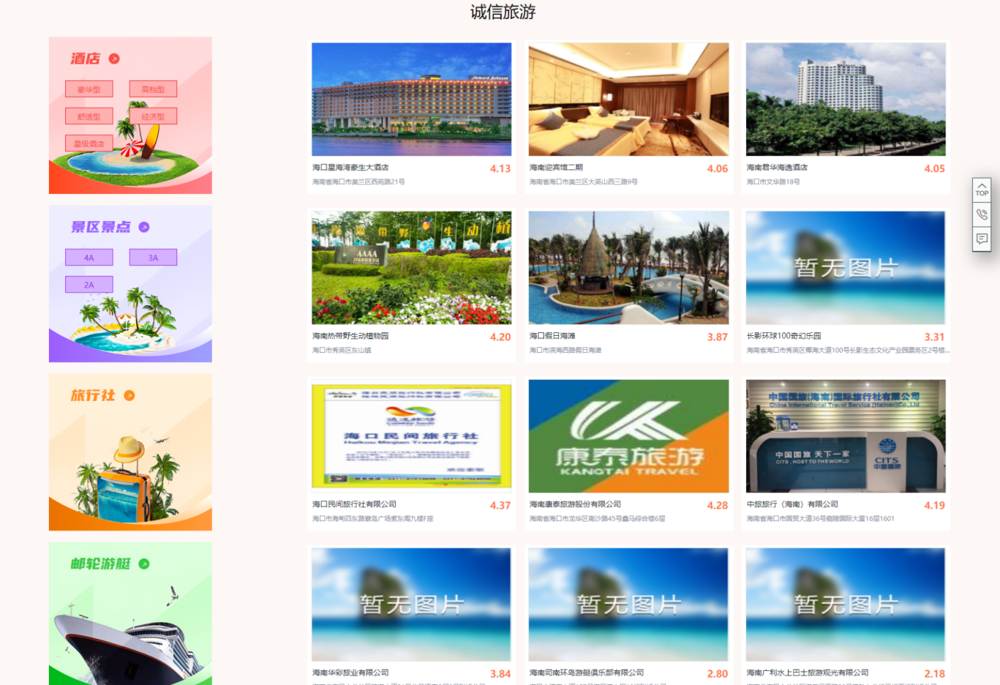 诚信旅游
酒店 >
豪华型
高档型
舒适型
经济型
星级酒店
Howard Johnson
海口星海湾豪生大酒店
4.13
海南省海口市美兰区西苑路21号
海南迎宾馆二期
4.06
海南省海口市美兰区大英山西三路9号
海南君华海逸酒店
4.05
海口市文华路18号
TOP
景区景点 >
4A
3A
2A
带野生动植
AAAA
海南热带野生动植物园
4.20
海口市秀英区东山镇
海口假日海滩
3.87
海口市滨海西路假日海滩
暂无图片
长影环球100奇幻乐园
3.31
海南省海口市秀英区椰海大道100号长影生态文化产业园票务区2号楼...
旅行社 >
海口民间旅行社
Haikou Minjian Travel Agency
海口民间旅行社有限公司
4.37
海口市海甸四东路寰岛广场紫东阁九楼F座
康泰旅游
KANGTAI TRAVEL
海南康泰旅游股份有限公司
4.28
海南省海口市龙华区南沙路45号鑫马综合楼6层
中国国旅(海南)国际旅行社有限公司
China International Travel Service (Hainan)Co.,Ltd
中国国旅 天下一家
CITS , HOST TO THE WORLD
CITS
中国国旅
中旅旅行（海南）有限公司
4.19
海南省海口市国贸大道36号嘉陵国际大厦16层1601
邮轮游艇 >
暂无图片
海南华彩旅业有限公司
3.84
暂无图片
海南司南环岛游艇俱乐部有限公司
2.80
暂无图片
海南广利水上巴士旅游观光有限公司
2.18